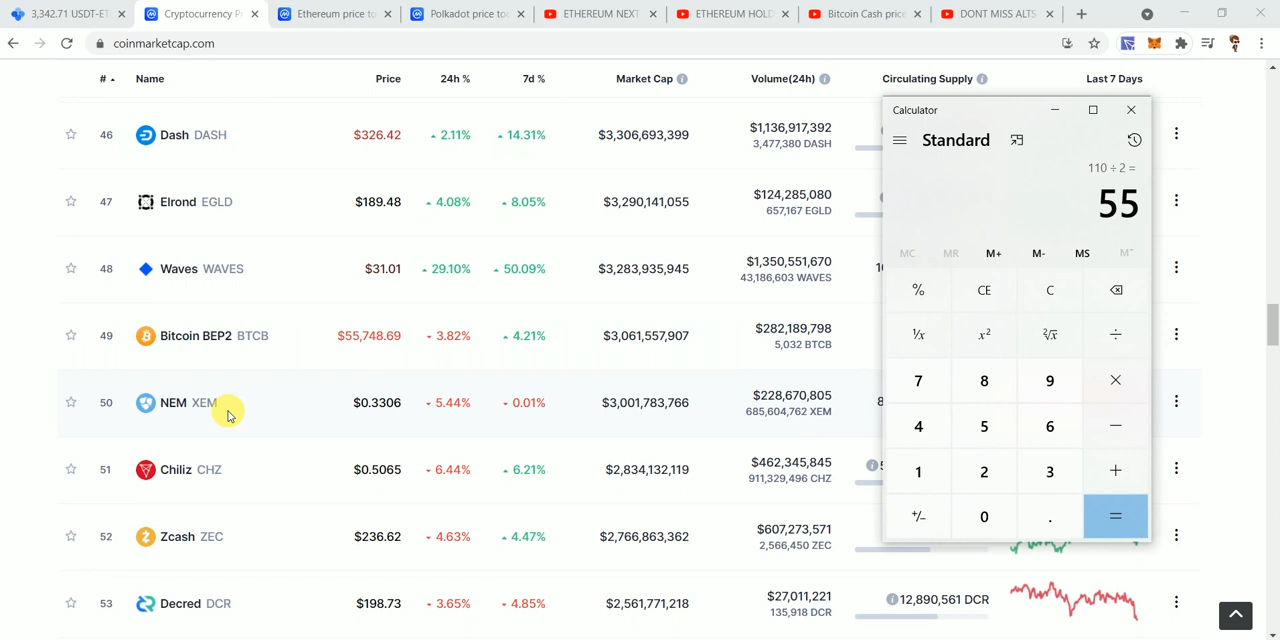 3,342.71 USDT-ET
Cryptocurrency P
Ethereum price to
Polkadot price to
ETHEREUM NEXT
ETHEREUM HOLD
Bitcoin Cash price
DONT MISS ALTS
coinmarketcap.com
# Name Price 24h % 7d % Market Cap Volume(24h) Circulating Supply Last 7 Days
46 Dash DASH $326.42 2.11% 14.31% $3,306,693,399 $1,136,917,392
3,477,380 DASH
47 Elrond EGLD $189.48 4.08% 8.05% $3,290,141,055 $124,285,080
657,167 EGLD
48 Waves WAVES $31.01 29.10% 50.09% $3,283,935,945 $1,350,551,670
43,186,603 WAVES
49 Bitcoin BEP2 BTCB $55,748.69 3.82% 4.21% $3,061,557,907 $282,189,798
5,032 BTCB
50 NEM XEM $0.3306 5.44% 0.01% $3,001,783,766 $228,670,805
685,604,762 XEM
51 Chiliz CHZ $0.5065 6.44% 6.21% $2,834,132,119 $462,345,845
911,329,496 CHZ
52 Zcash ZEC $236.62 4.63% 4.47% $2,766,863,362 $607,273,571
2,566,450 ZEC
53 Decred DCR $198.73 3.65% 4.85% $2,561,771,218 $27,011,221 12,890,561 DCR
135,918 DCR
Calculator
Standard
110 ÷ 2 =
55
MC MR M+ M- MS M˅
% CE C
¹/x x² ²√x ÷
7 8 9 ×
4 5 6 −
1 2 3 +
+/− 0 . =